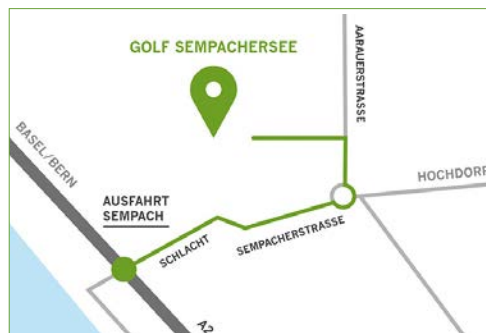 GOLF SEMPACHERSEE
AARAUERSTRASSE
BASEL/BERN
HOCHDORF
AUSFAHRT
SEMPACH
SCHLACHT
SEMPACHERSTRASSE
A2